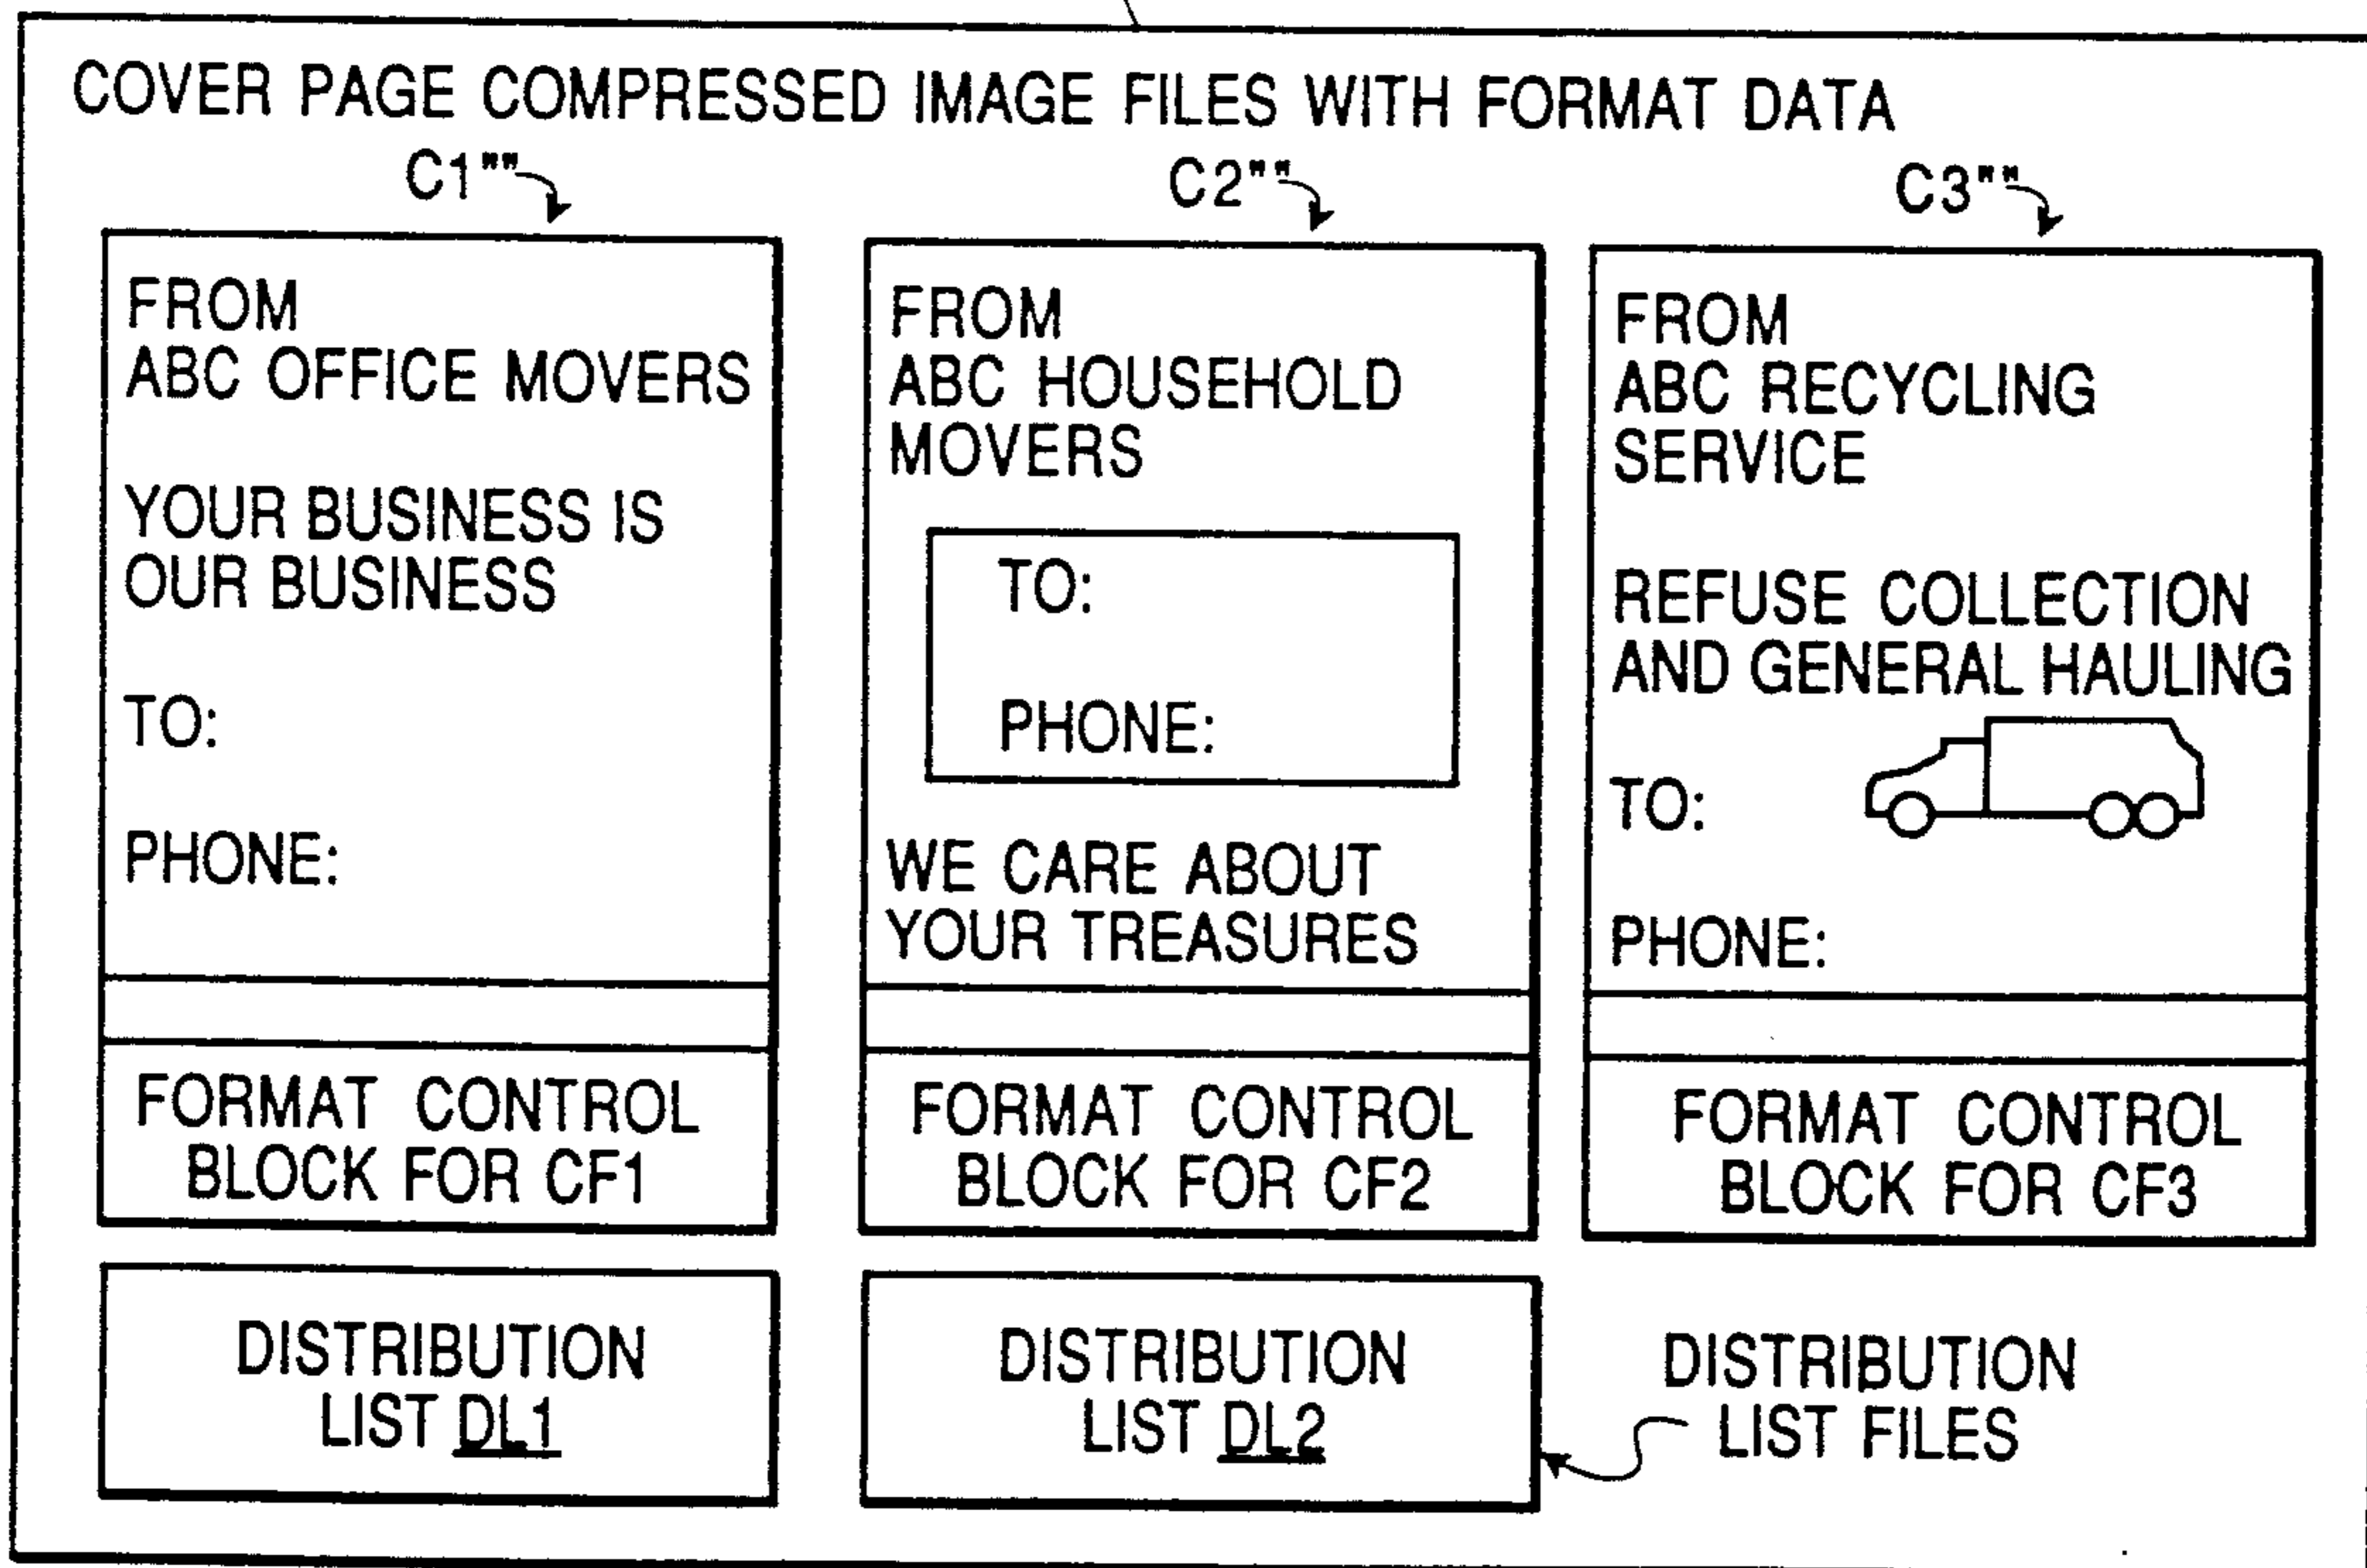 COVER PAGE COMPRESSED IMAGE FILES WITH FORMAT DATA
C1""
FROM
ABC OFFICE MOVERS
YOUR BUSINESS IS
OUR BUSINESS
TO:
PHONE:
FORMAT CONTROL
BLOCK FOR CF1
C2""
FROM
ABC HOUSEHOLD
MOVERS
TO:
PHONE:
WE CARE ABOUT
YOUR TREASURES
FORMAT CONTROL
BLOCK FOR CF2
C3""
FROM
ABC RECYCLING
SERVICE
REFUSE COLLECTION
AND GENERAL HAULING
TO:
PHONE:
FORMAT CONTROL
BLOCK FOR CF3
DISTRIBUTION
LIST DL1
DISTRIBUTION
LIST DL2
DISTRIBUTION
LIST FILES